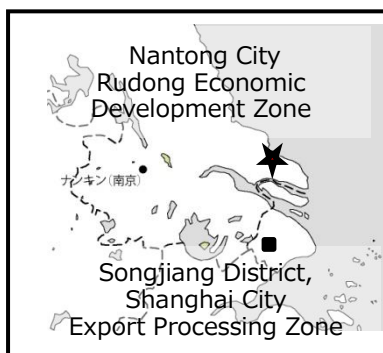 Nantong City
Rudong Economic
Development Zone
ナンキン(南京)
Songjiang District,
Shanghai City
Export Processing Zone